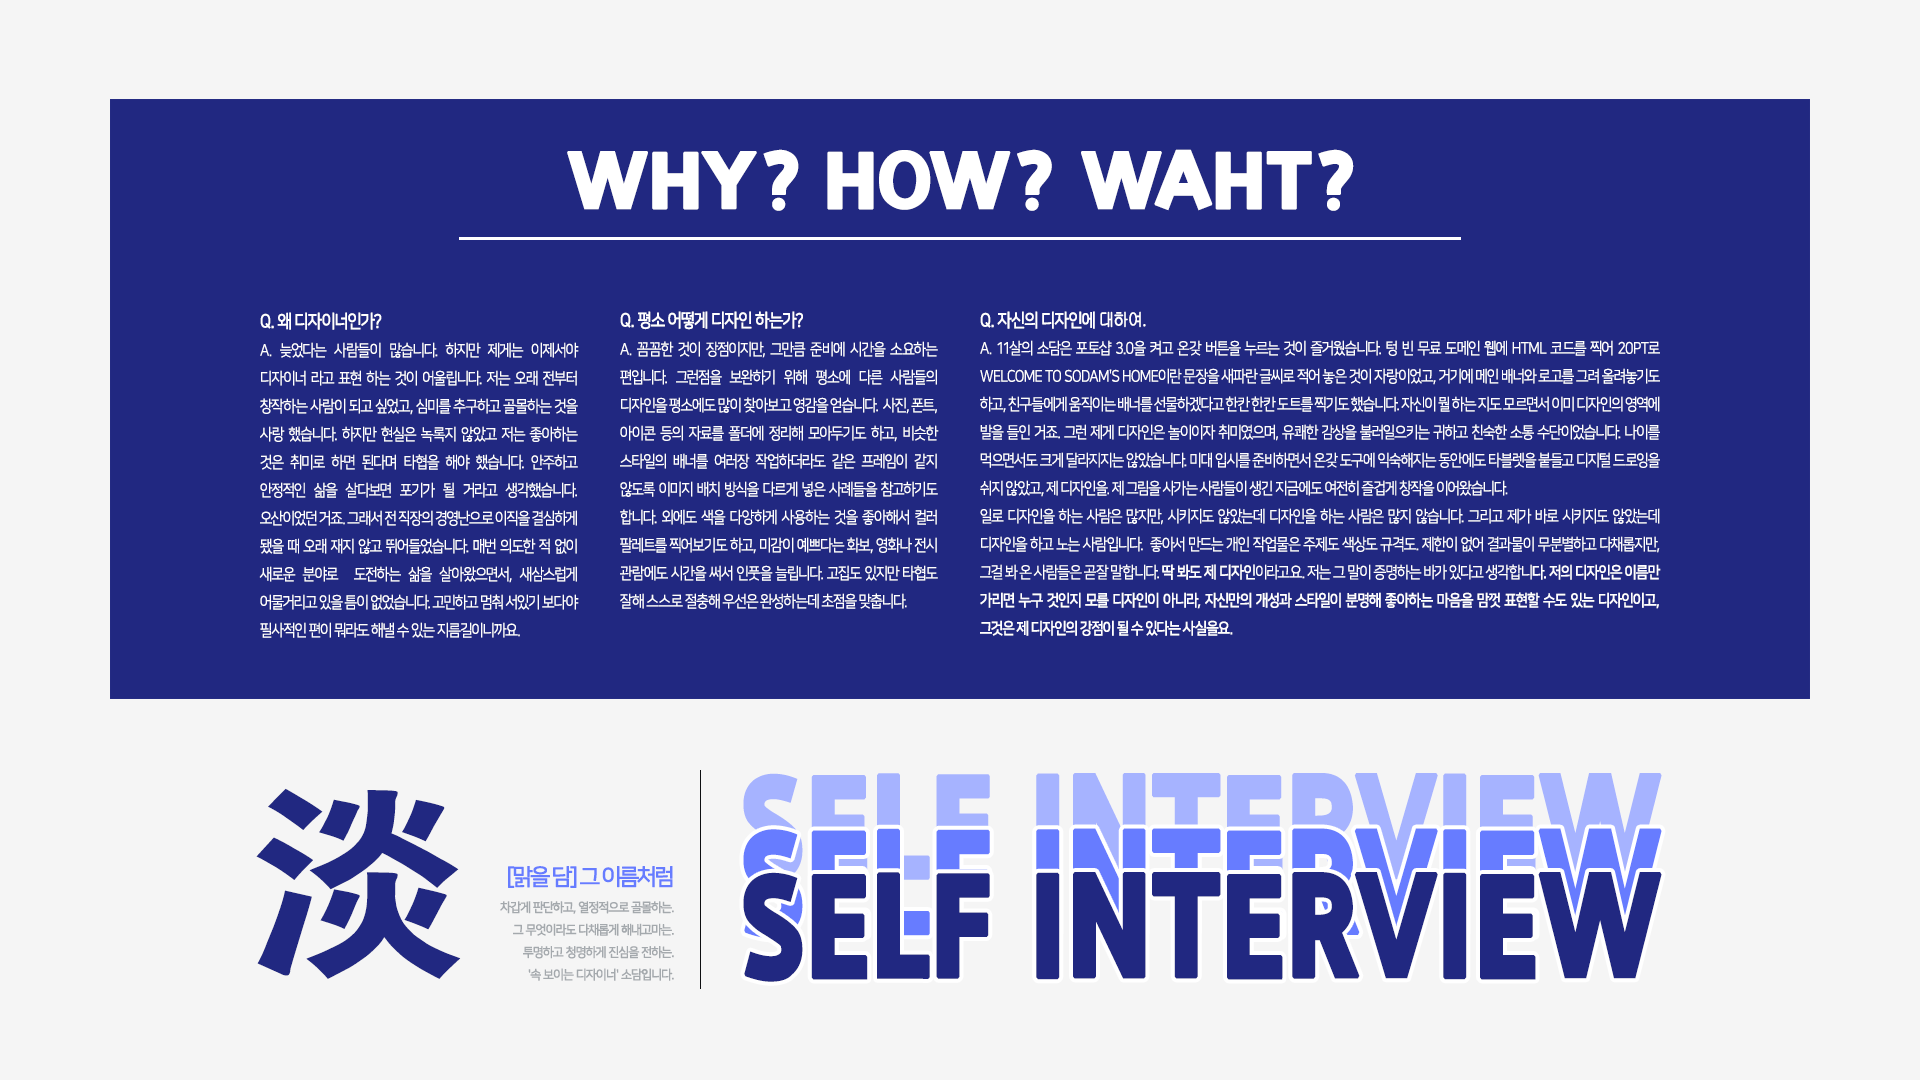 WHY? HOW? WAHT?
Q. 왜 디자이너인가?
A. 늦었다는 사람들이 많습니다. 하지만 제게는 이제서야
디자이너 라고 표현 하는 것이 어울립니다. 저는 오래 전부터
창작하는 사람이 되고 싶었고, 심미를 추구하고 골몰하는 것을
사랑 했습니다. 하지만 현실은 녹록지 않았고 저는 좋아하는
것은 취미로 하면 된다며 타협을 해야 했습니다. 안주하고
안정적인 삶을 살다보면 포기가 될 거라고 생각했습니다.
오산이었던 거죠. 그래서 전 직장의 경영난으로 이직을 결심하게
됐을 때 오래 재지 않고 뛰어들었습니다. 매번 의도한 적 없이
새로운 분야로 도전하는 삶을 살아왔으면서, 새삼스럽게
어물거리고 있을 틈이 없었습니다. 고민하고 멈춰 서있기 보다야
필사적인 편이 뭐라도 해낼 수 있는 지름길이니까요.
Q. 평소 어떻게 디자인 하는가?
A. 꼼꼼한 것이 장점이지만, 그만큼 준비에 시간을 소요하는
편입니다. 그런점을 보완하기 위해 평소에 다른 사람들의
디자인을 평소에도 많이 찾아보고 영감을 얻습니다. 사진, 폰트,
아이콘 등의 자료를 폴더에 정리해 모아두기도 하고, 비슷한
스타일의 배너를 여러장 작업하더라도 같은 프레임이 같지
않도록 이미지 배치 방식을 다르게 넣은 사례들을 참고하기도
합니다. 외에도 색을 다양하게 사용하는 것을 좋아해서 컬러
팔레트를 찍어보기도 하고, 미감이 예쁘다는 화보, 영화나 전시
관람에도 시간을 써서 인풋을 늘립니다. 고집도 있지만 타협도
잘해 스스로 절충해 우선은 완성하는데 초점을 맞춥니다.
Q. 자신의 디자인에 대하여.
A. 11살의 소담은 포토샵 3.0을 켜고 온갖 버튼을 누르는 것이 즐거웠습니다. 텅 빈 무료 도메인 웹에 HTML 코드를 찍어 20PT로
WELCOME TO SODAM'S HOME이란 문장을 새파란 글씨로 적어 놓은 것이 자랑이었고, 거기에 메인 배너와 로고를 그려 올려놓기도
하고, 친구들에게 움직이는 배너를 선물하겠다고 한칸 한칸 도트를 찍기도 했습니다. 자신이 뭘 하는 지도 모르면서 이미 디자인의 영역에
발을 들인 거죠. 그런 제게 디자인은 놀이이자 취미였으며, 유쾌한 감상을 불러일으키는 귀하고 친숙한 소통 수단이었습니다. 나이를
먹으면서도 크게 달라지지는 않았습니다. 미대 입시를 준비하면서 온갖 도구에 익숙해지는 동안에도 타블렛을 붙들고 디지털 드로잉을
쉬지 않았고, 제 디자인을. 제 그림을 사가는 사람들이 생긴 지금에도 여전히 즐겁게 창작을 이어왔습니다.
일로 디자인을 하는 사람은 많지만, 시키지도 않았는데 디자인을 하는 사람은 많지 않습니다. 그리고 제가 바로 시키지도 않았는데
디자인을 하고 노는 사람입니다. 좋아서 만드는 개인 작업물은 주제도 색상도 규격도. 제한이 없어 결과물이 무분별하고 다채롭지만,
그걸 봐 온 사람들은 곧잘 말합니다. 딱 봐도 제 디자인이라고요. 저는 그 말이 증명하는 바가 있다고 생각합니다. 저의 디자인은 이름만
가리면 누구 것인지 모를 디자인이 아니라, 자신만의 개성과 스타일이 분명해 좋아하는 마음을 맘껏 표현할 수도 있는 디자인이고,
그것은 제 디자인의 강점이 될 수 있다는 사실을요.
淡
[맑을 담] 그 이름처럼
차갑게 판단하고, 열정적으로 골몰하는.
그 무엇이라도 다채롭게 해내고마는.
투명하고 청명하게 진심을 전하는.
'속 보이는 디자이너' 소담입니다.
SELF INTERVIEW
SELF INTERVIEW
SELF INTERVIEW